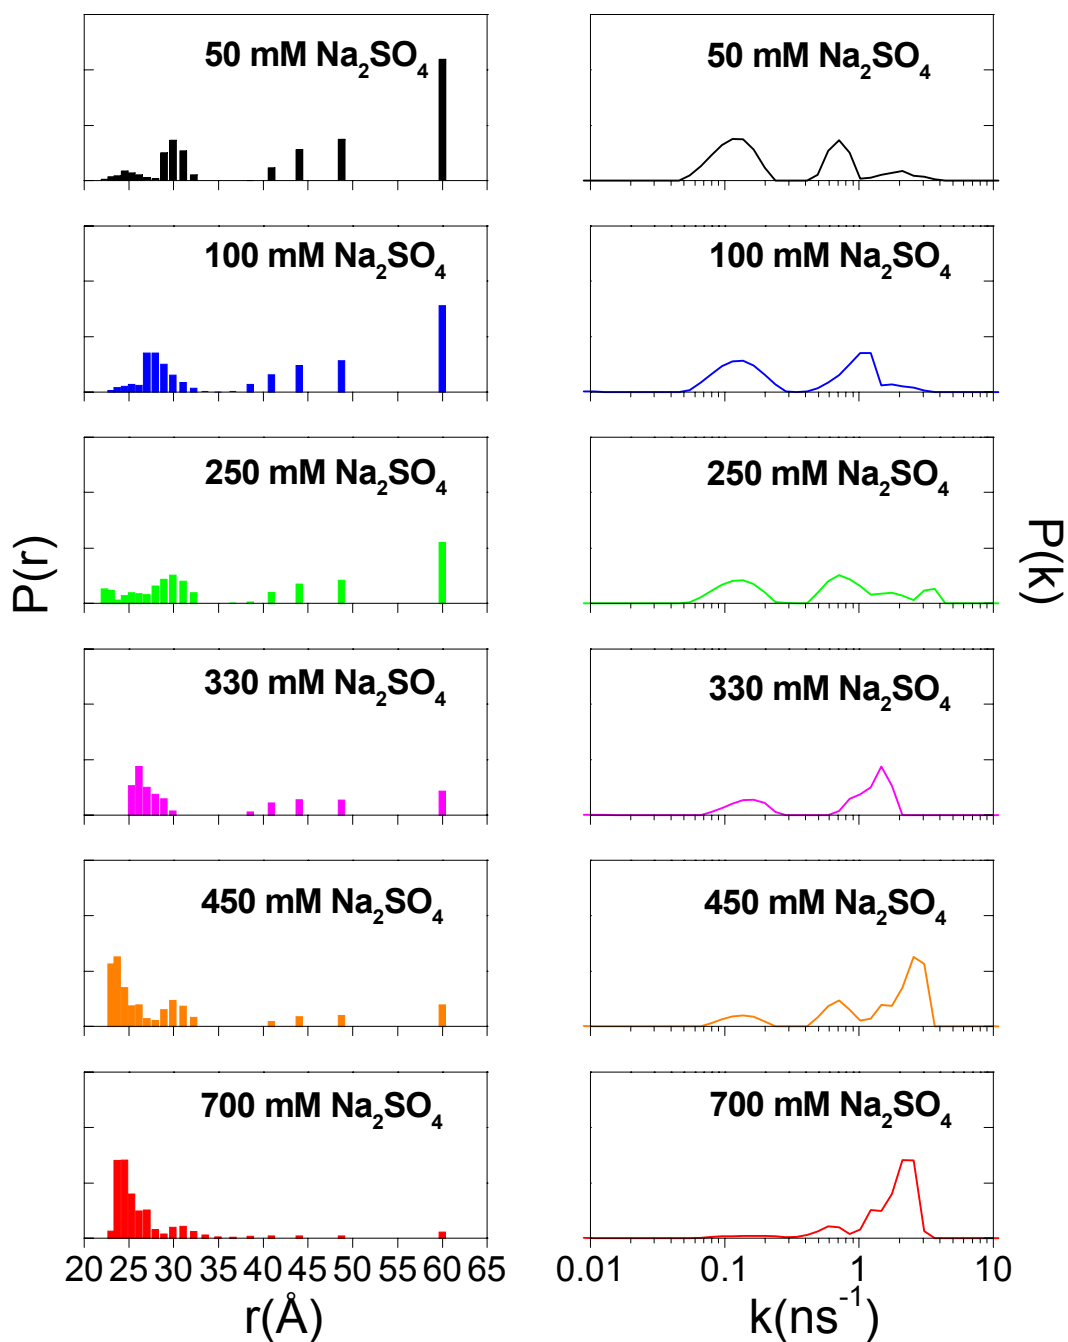 50 mM Na₂SO₄
50 mM Na₂SO₄
100 mM Na₂SO₄
100 mM Na₂SO₄
250 mM Na₂SO₄
250 mM Na₂SO₄
P(r)
P(k)
330 mM Na₂SO₄
330 mM Na₂SO₄
450 mM Na₂SO₄
450 mM Na₂SO₄
700 mM Na₂SO₄
700 mM Na₂SO₄
20 25 30 35 40 45 50 55 60 65
0.01 0.1 1 10
r(Å)
k(ns⁻¹)